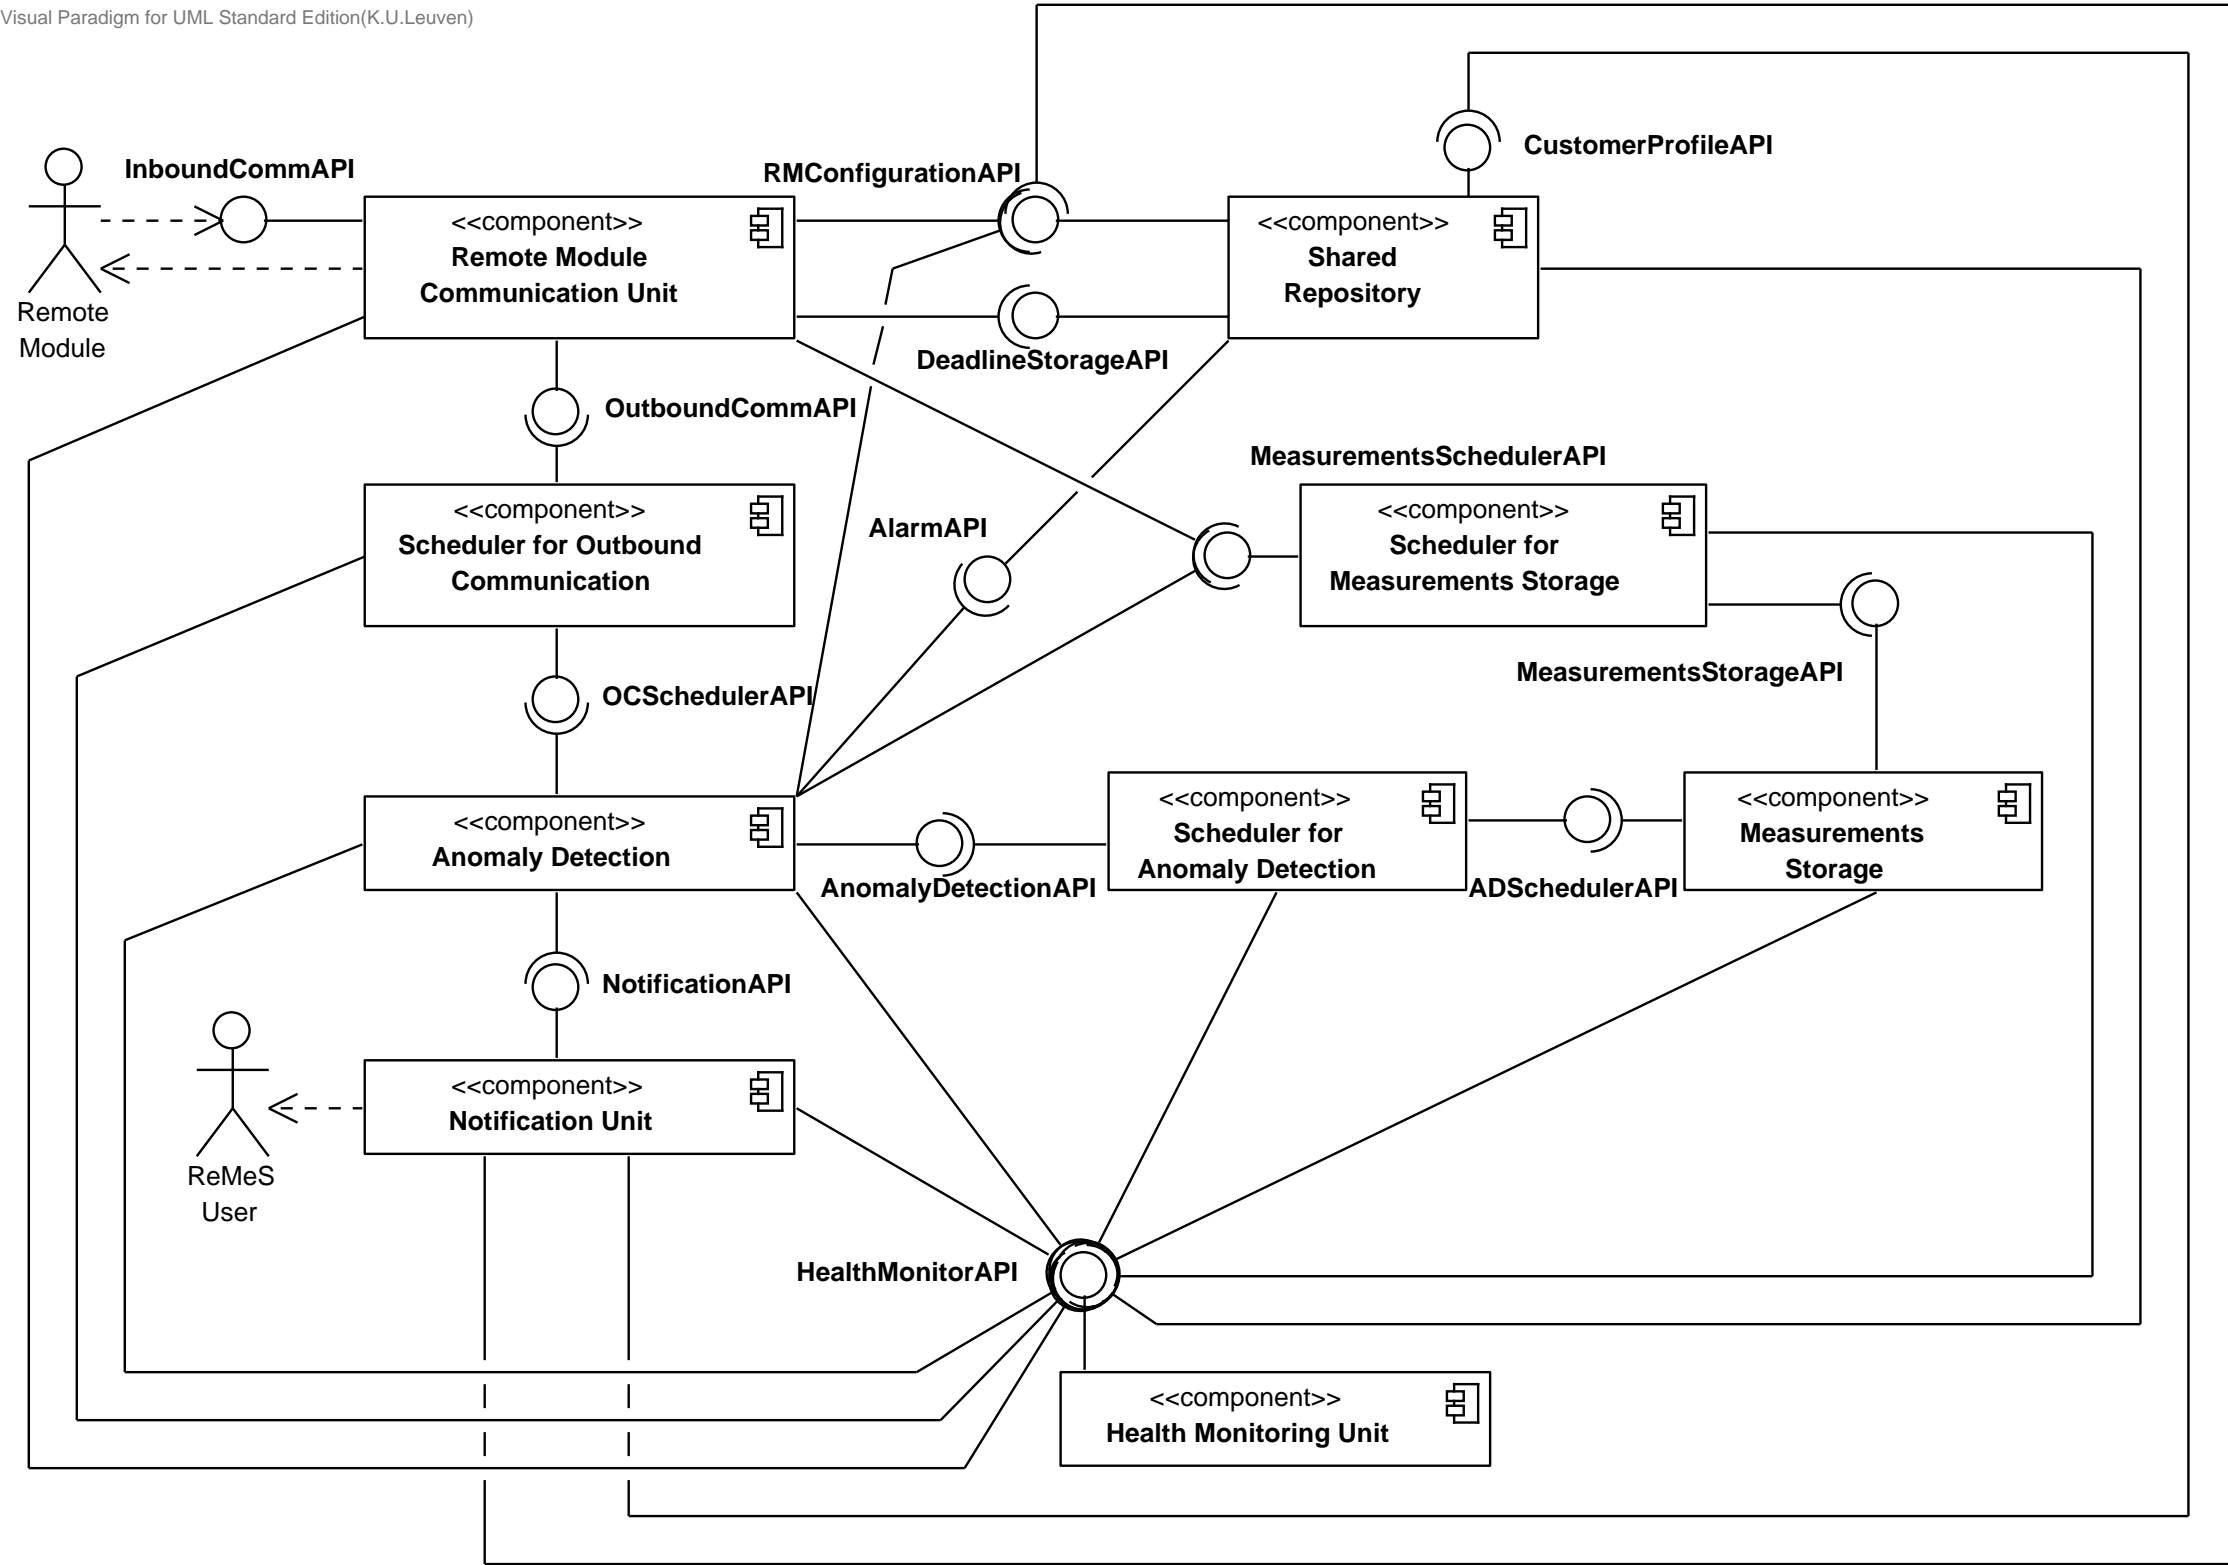 Visual Paradigm for UML Standard Edition(K.U.Leuven)
CustomerProfileAPI
InboundCommAPI
RMConfigurationAPI
<<component>>
Remote Module
Communication Unit
<<component>>
Shared
Repository
Remote
Module
DeadlineStorageAPI
OutboundCommAPI
MeasurementsSchedulerAPI
<<component>>
Scheduler for Outbound
Communication
AlarmAPI
<<component>>
Scheduler for
Measurements Storage
MeasurementsStorageAPI
OCSchedulerAPI
<<component>>
Anomaly Detection
<<component>>
Scheduler for
Anomaly Detection
<<component>>
Measurements
Storage
AnomalyDetectionAPI
ADSchedulerAPI
NotificationAPI
<<component>>
Notification Unit
ReMeS
User
HealthMonitorAPI
<<component>>
Health Monitoring Unit